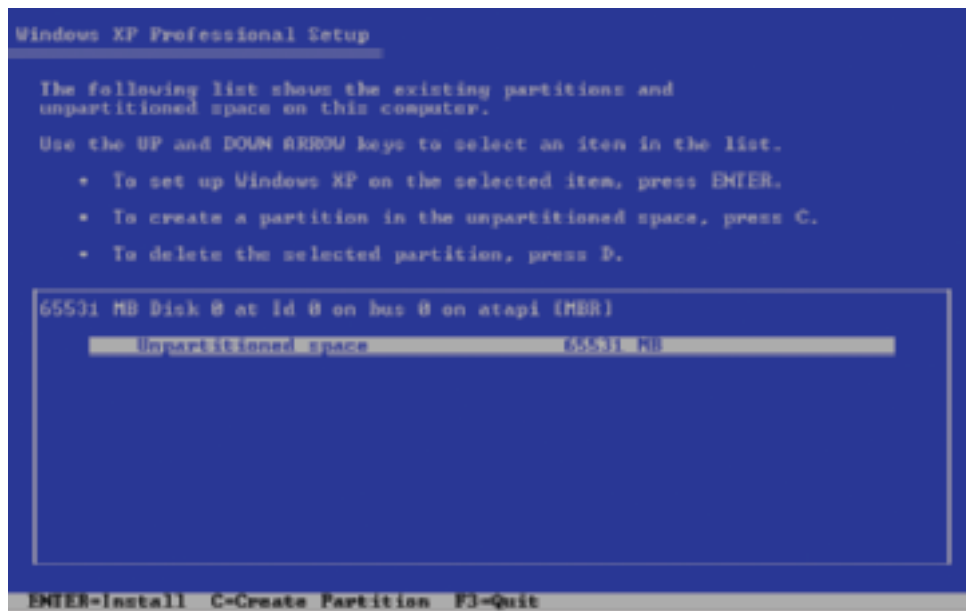 Windows XP Professional Setup
The following list shows the existing partitions and
unpartitioned space on this computer.
Use the UP and DOWN ARROW keys to select an item in the list.
• To set up Windows XP on the selected item, press ENTER.
• To create a partition in the unpartitioned space, press C.
• To delete the selected partition, press D.
65531 MB Disk 0 at Id 0 on bus 0 on atapi [MBR]
Unpartitioned space 65531 MB
ENTER=Install C=Create Partition F3=Quit